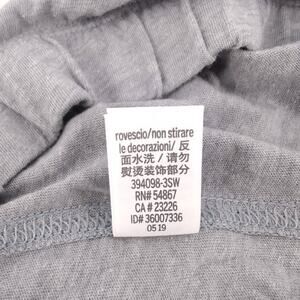 rovescio/non stirare
le decorazioni/ 反
面水洗 / 请勿
熨烫装饰部分
394098-3SW
RN# 54867
CA # 23226
ID# 36007336
05 19